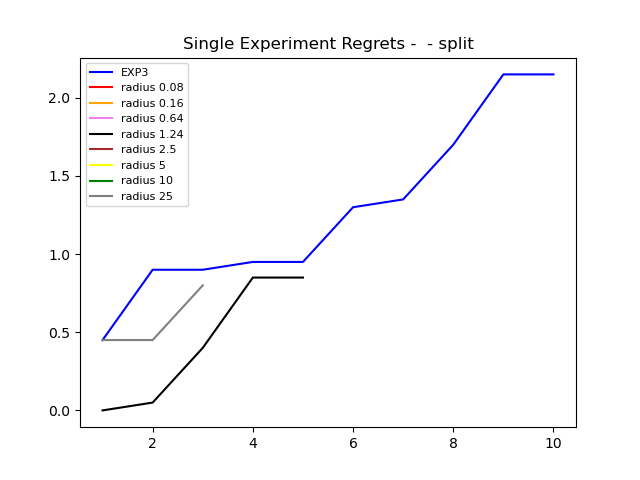 Single Experiment Regrets -  - split
EXP3
radius 0.08
radius 0.16
radius 0.64
radius 1.24
radius 2.5
radius 5
radius 10
radius 25
2.0
1.5
1.0
0.5
0.0
2 4 6 8 10